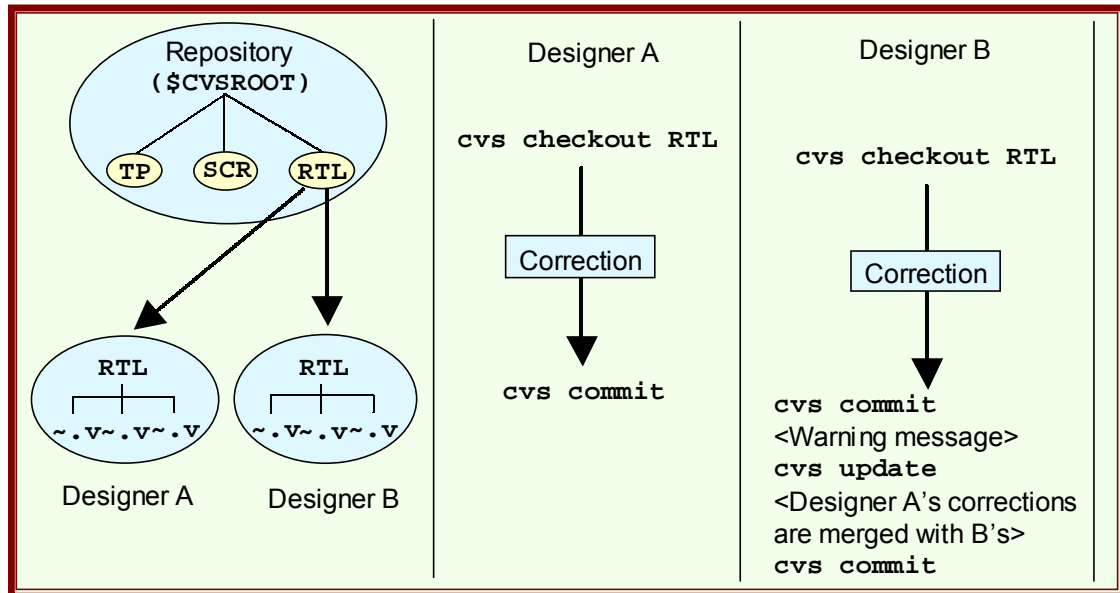 Repository
($CVSROOT)
TP
SCR
RTL
RTL
~.v~.v~.v
Designer A
RTL
~.v~.v~.v
Designer B
Designer A
cvs checkout RTL
Correction
cvs commit
Designer B
cvs checkout RTL
Correction
cvs commit
<Warning message>
cvs update
<Designer A's corrections
are merged with B's>
cvs commit